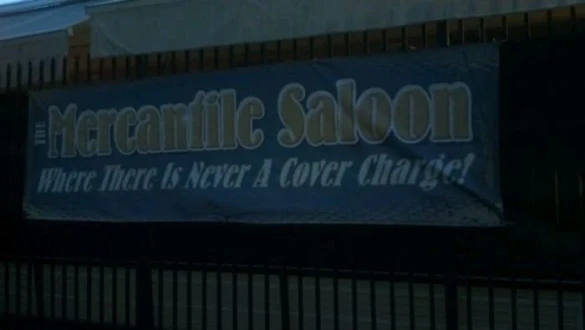 THE Mercantile Saloon
Where There Is Never A Cover Charge!